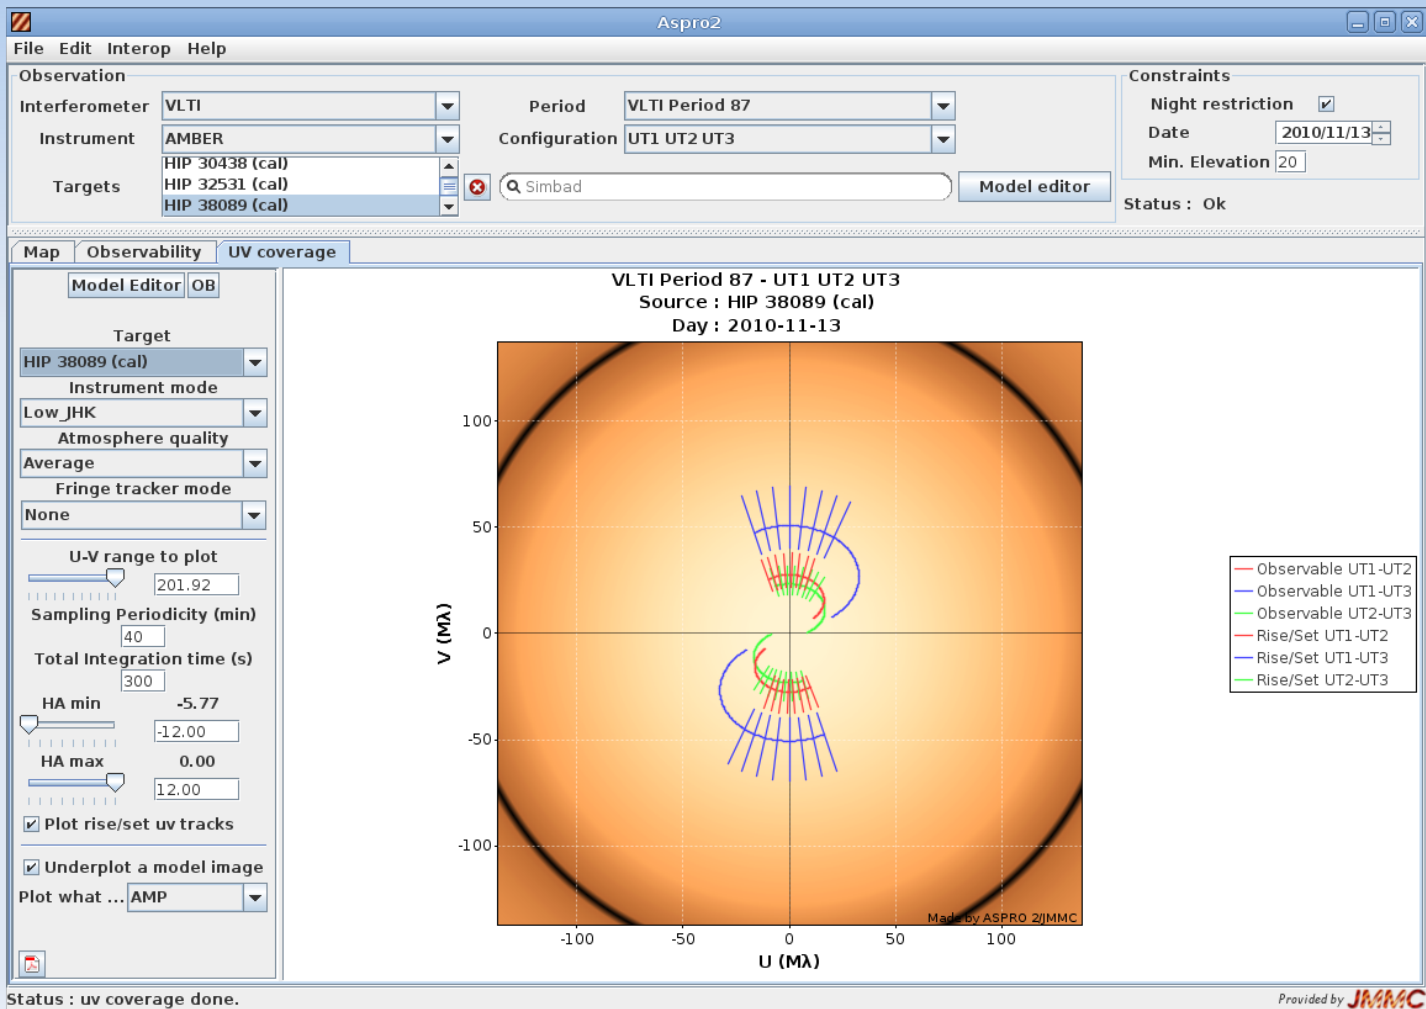 Aspro2
File Edit Interop Help
Observation
Interferometer VLTI Period VLTI Period 87
Instrument AMBER Configuration UT1 UT2 UT3
Targets HIP 30438 (cal)
HIP 32531 (cal)
HIP 38089 (cal)
Simbad Model editor
Constraints
Night restriction
Date 2010/11/13
Min. Elevation 20
Status : Ok
Map Observability UV coverage
Model Editor OB
Target
HIP 38089 (cal)
Instrument mode
Low_JHK
Atmosphere quality
Average
Fringe tracker mode
None
U-V range to plot
201.92
Sampling Periodicity (min)
40
Total Integration time (s)
300
HA min -5.77
-12.00
HA max 0.00
12.00
Plot rise/set uv tracks
Underplot a model image
Plot what ... AMP
VLTI Period 87 - UT1 UT2 UT3
Source : HIP 38089 (cal)
Day : 2010-11-13
100
50
0
-50
-100
V (Mλ)
Made by ASPRO 2/JMMC
-100 -50 0 50 100
U (Mλ)
Observable UT1-UT2
Observable UT1-UT3
Observable UT2-UT3
Rise/Set UT1-UT2
Rise/Set UT1-UT3
Rise/Set UT2-UT3
Status : uv coverage done.
Provided by JMMC